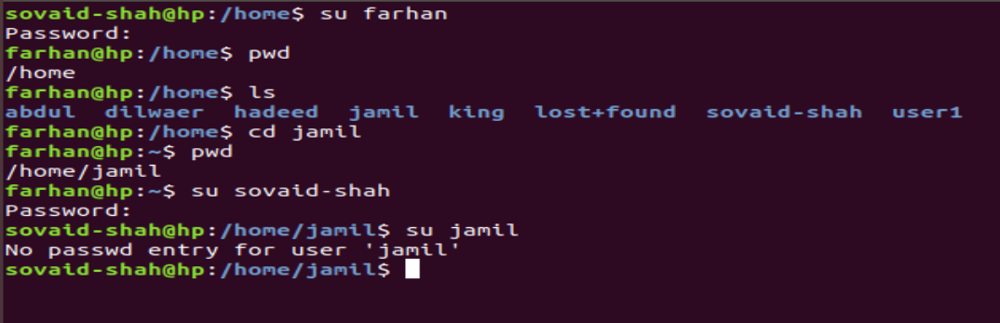 sovaid-shah@hp:/home$ su farhan
Password:
farhan@hp:/home$ pwd
/home
farhan@hp:/home$ ls
abdul  dilwaer  hadeed  jamil  king  lost+found  sovaid-shah  user1
farhan@hp:/home$ cd jamil
farhan@hp:~$ pwd
/home/jamil
farhan@hp:~$ su sovaid-shah
Password:
sovaid-shah@hp:/home/jamil$ su jamil
No passwd entry for user 'jamil'
sovaid-shah@hp:/home/jamil$